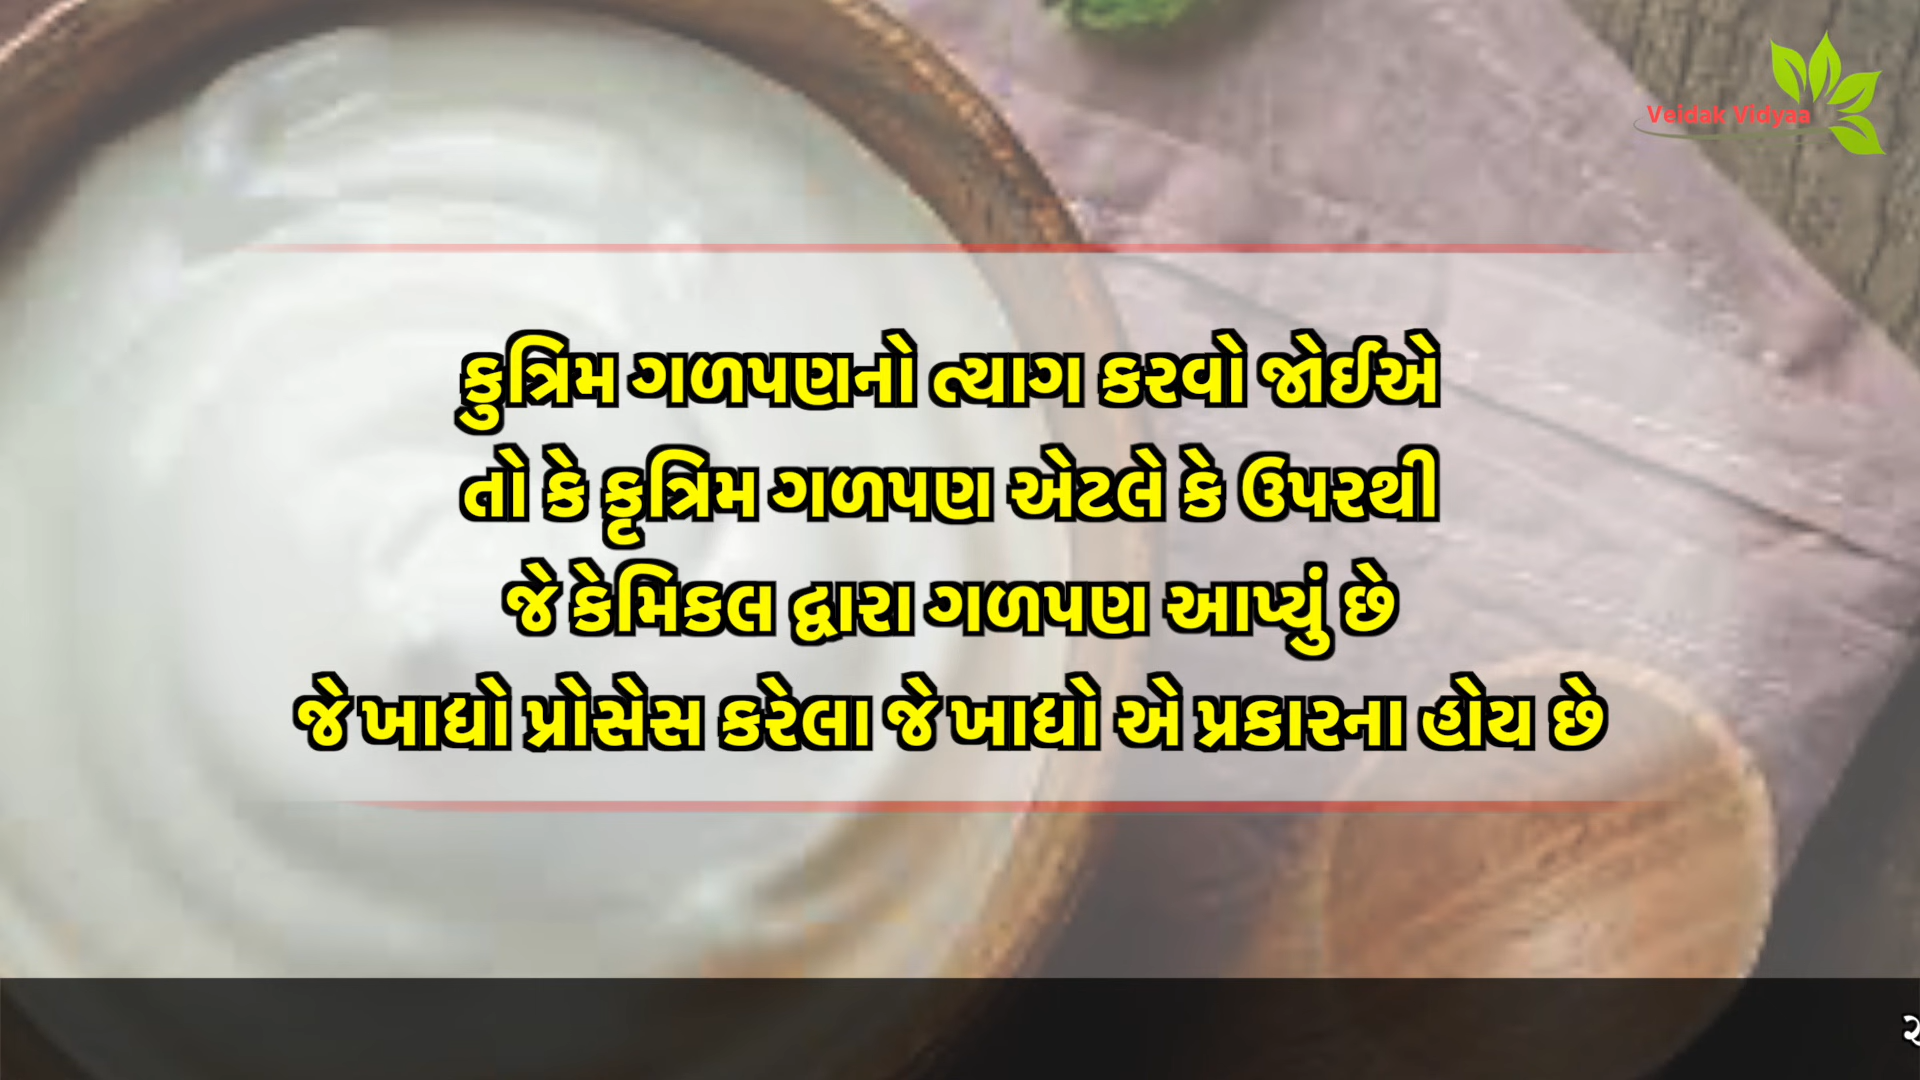 Veidak Vidyaa
કુત્રિમ ગળપણનો ત્યાગ કરવો જોઈએ
તો કે કૃત્રિમ ગળપણ એટલે કે ઉપરથી
જે કેમિકલ દ્વારા ગળપણ આપ્યું છે
જે ખાદ્યો પ્રોસેસ કરેલા જે ખાદ્યો એ પ્રકારના હોય છે